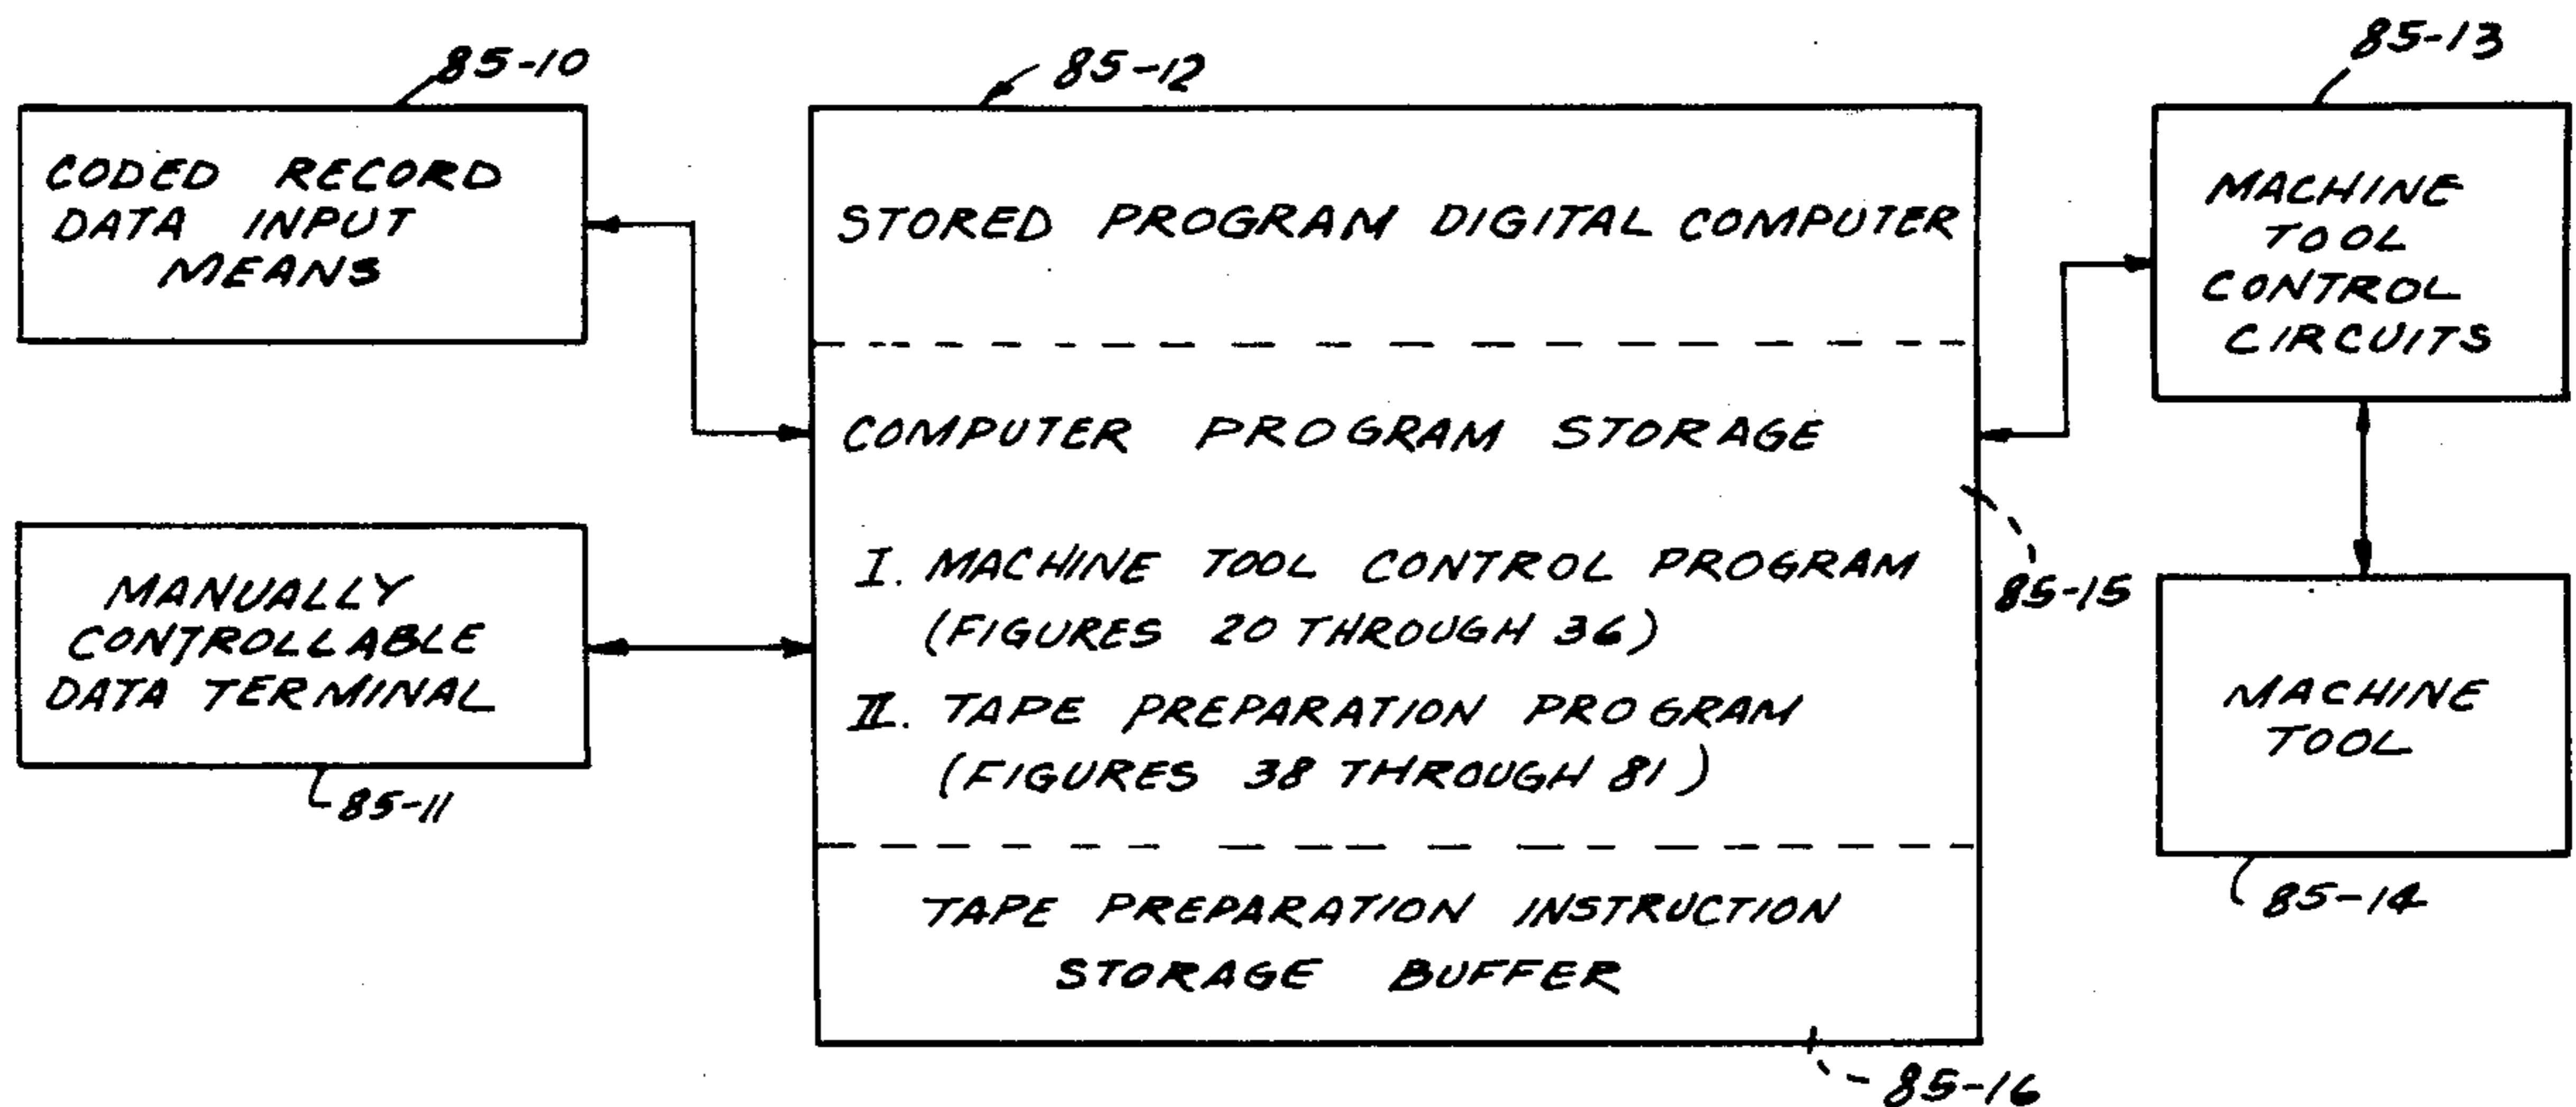 85-10
CODED RECORD
DATA INPUT
MEANS
MANUALLY
CONTROLLABLE
DATA TERMINAL
85-11
85-12
STORED PROGRAM DIGITAL COMPUTER
COMPUTER PROGRAM STORAGE
I. MACHINE TOOL CONTROL PROGRAM
(FIGURES 20 THROUGH 36)
II. TAPE PREPARATION PROGRAM
(FIGURES 38 THROUGH 81)
TAPE PREPARATION INSTRUCTION
STORAGE BUFFER
85-15
85-16
85-13
MACHINE
TOOL
CONTROL
CIRCUITS
MACHINE
TOOL
85-14